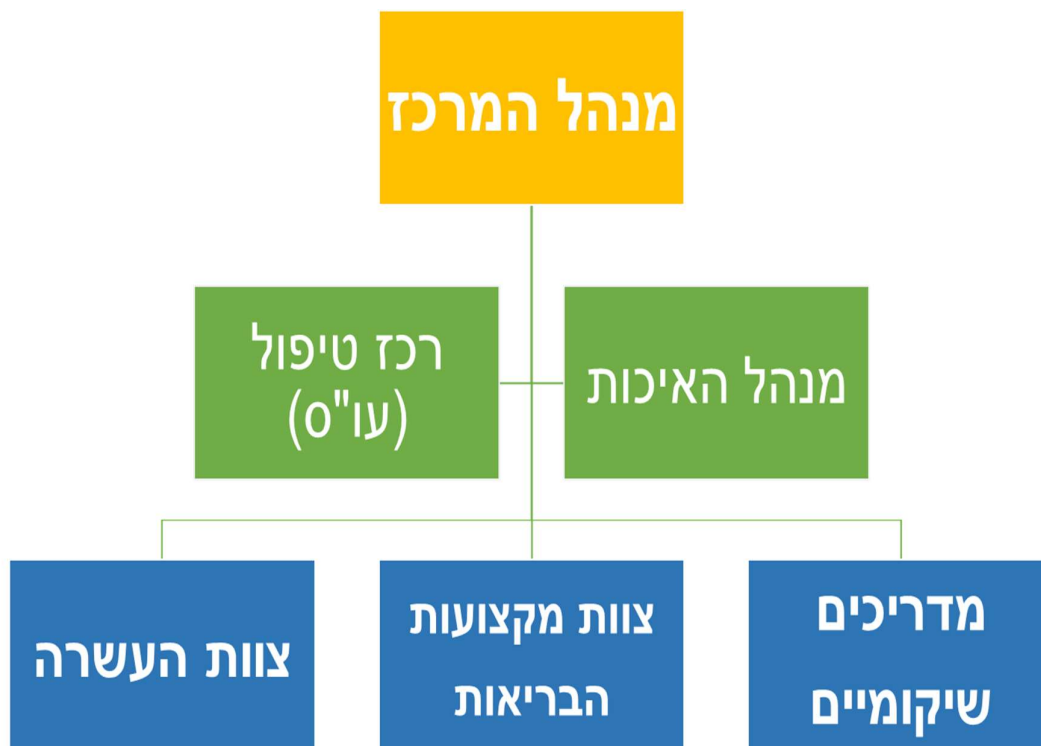 מנהל המרכז
מנהל האיכות
רכז טיפול
(עו"ס)
מדריכים
שיקומיים
צוות מקצועות
הבריאות
צוות העשרה